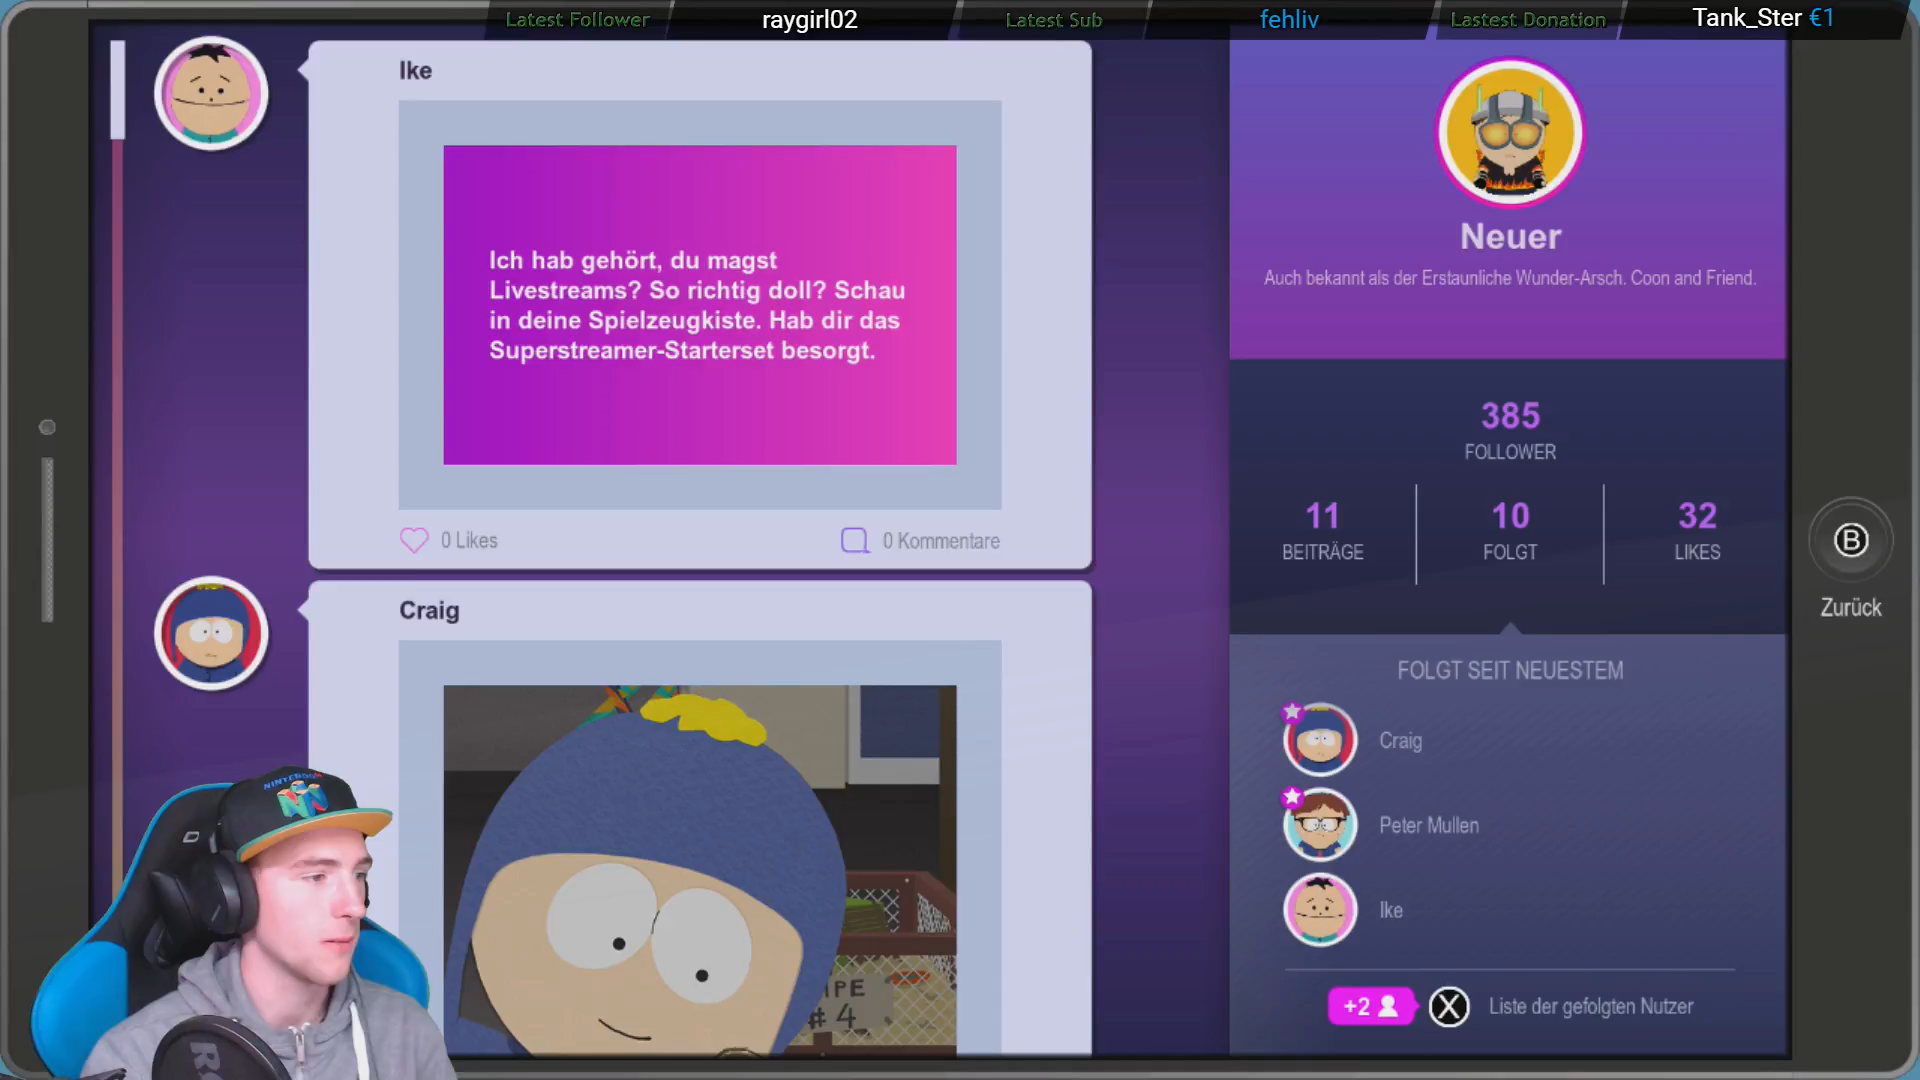 Latest Follower
raygirl02
Latest Sub
fehliv
Lastest Donation
Tank_Ster €1
Ike
Ich hab gehört, du magst
Livestreams? So richtig doll? Schau
in deine Spielzeugkiste. Hab dir das
Superstreamer-Starterset besorgt.
0 Likes
0 Kommentare
Craig
#4
Neuer
Auch bekannt als der Erstaunliche Wunder-Arsch. Coon and Friend.
385
FOLLOWER
11
BEITRÄGE
10
FOLGT
32
LIKES
FOLGT SEIT NEUESTEM
Craig
Peter Mullen
Ike
+2
X
Liste der gefolgten Nutzer
B
Zurück